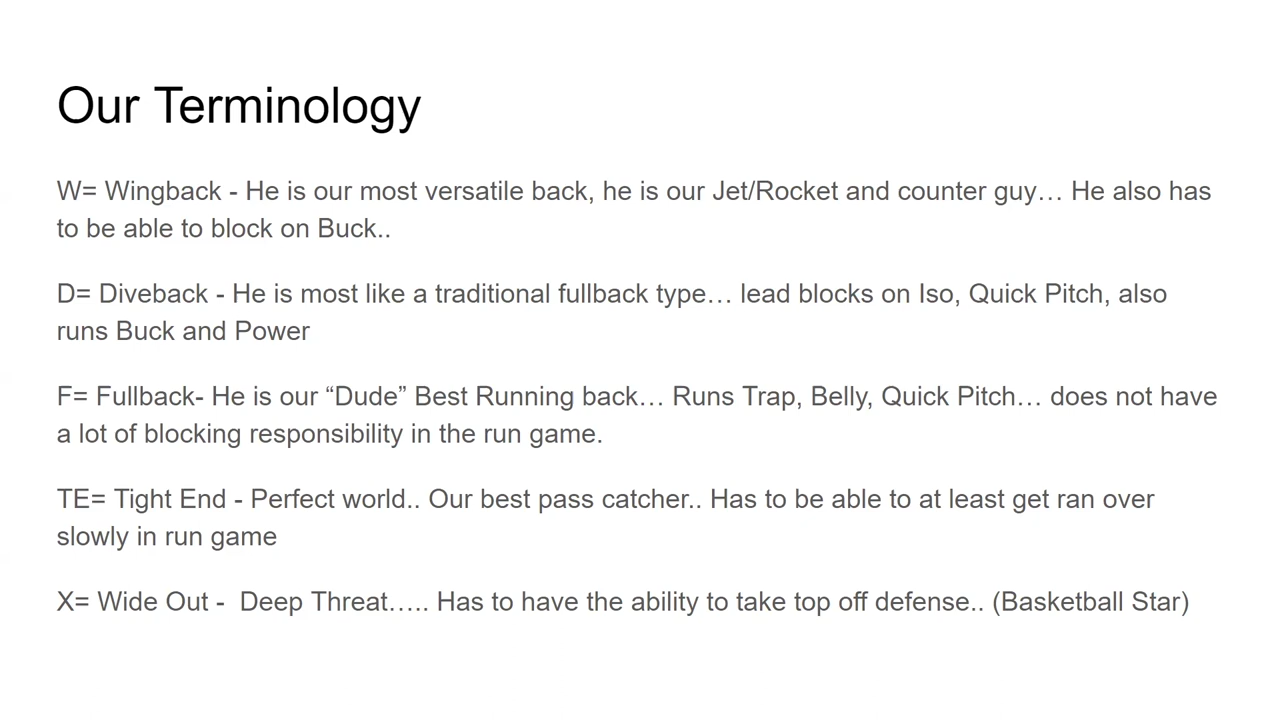 Our Terminology
W= Wingback - He is our most versatile back, he is our Jet/Rocket and counter guy… He also has
to be able to block on Buck..
D= Diveback - He is most like a traditional fullback type… lead blocks on Iso, Quick Pitch, also
runs Buck and Power
F= Fullback- He is our “Dude” Best Running back… Runs Trap, Belly, Quick Pitch… does not have
a lot of blocking responsibility in the run game.
TE= Tight End - Perfect world.. Our best pass catcher.. Has to be able to at least get ran over
slowly in run game
X= Wide Out -  Deep Threat….. Has to have the ability to take top off defense.. (Basketball Star)